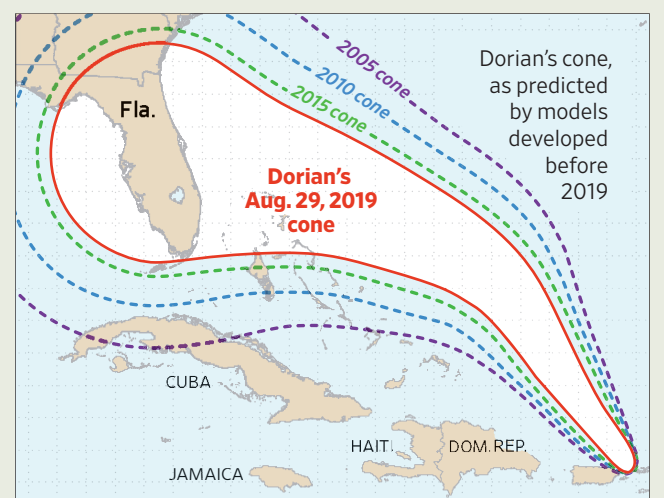 2005 cone
2010 cone
2015 cone
Dorian's cone,
as predicted
by models
developed
before
2019
Fla.
Dorian's
Aug. 29, 2019
cone
CUBA
HAITI
DOM.REP.
JAMAICA